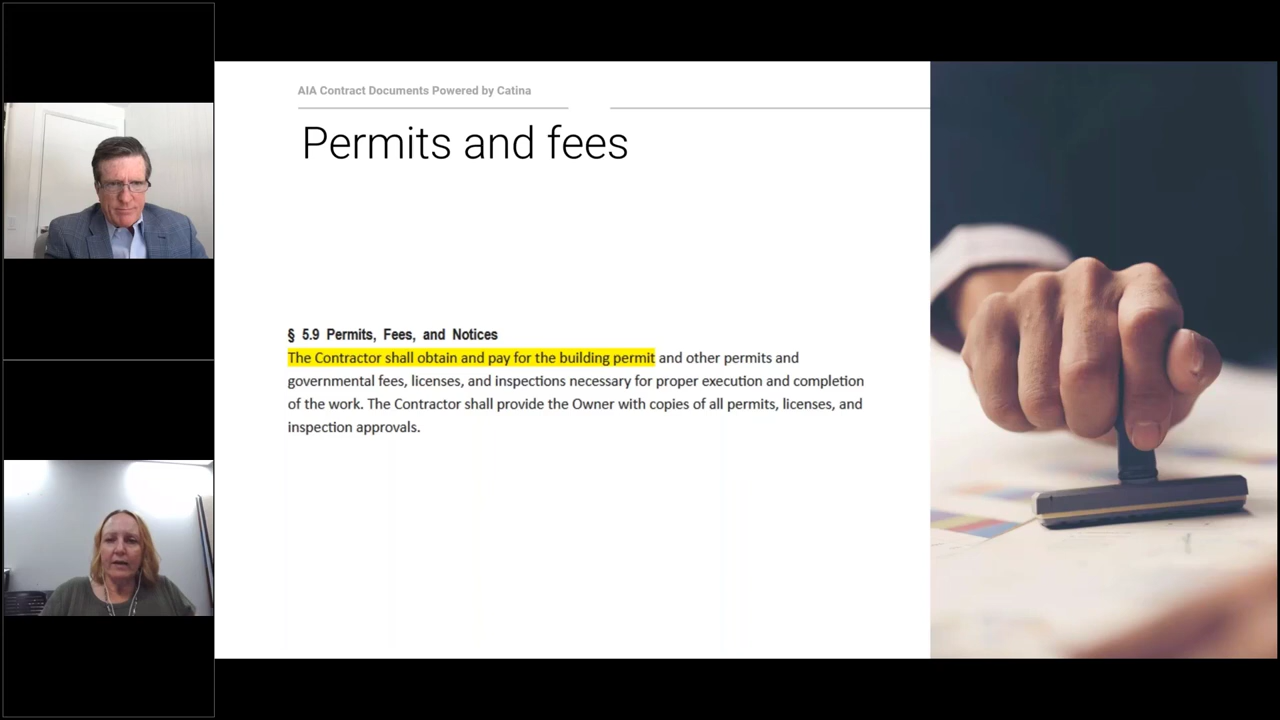 AIA Contract Documents Powered by Catina
Permits and fees
§ 5.9 Permits, Fees, and Notices
The Contractor shall obtain and pay for the building permit and other permits and
governmental fees, licenses, and inspections necessary for proper execution and completion
of the work. The Contractor shall provide the Owner with copies of all permits, licenses, and
inspection approvals.